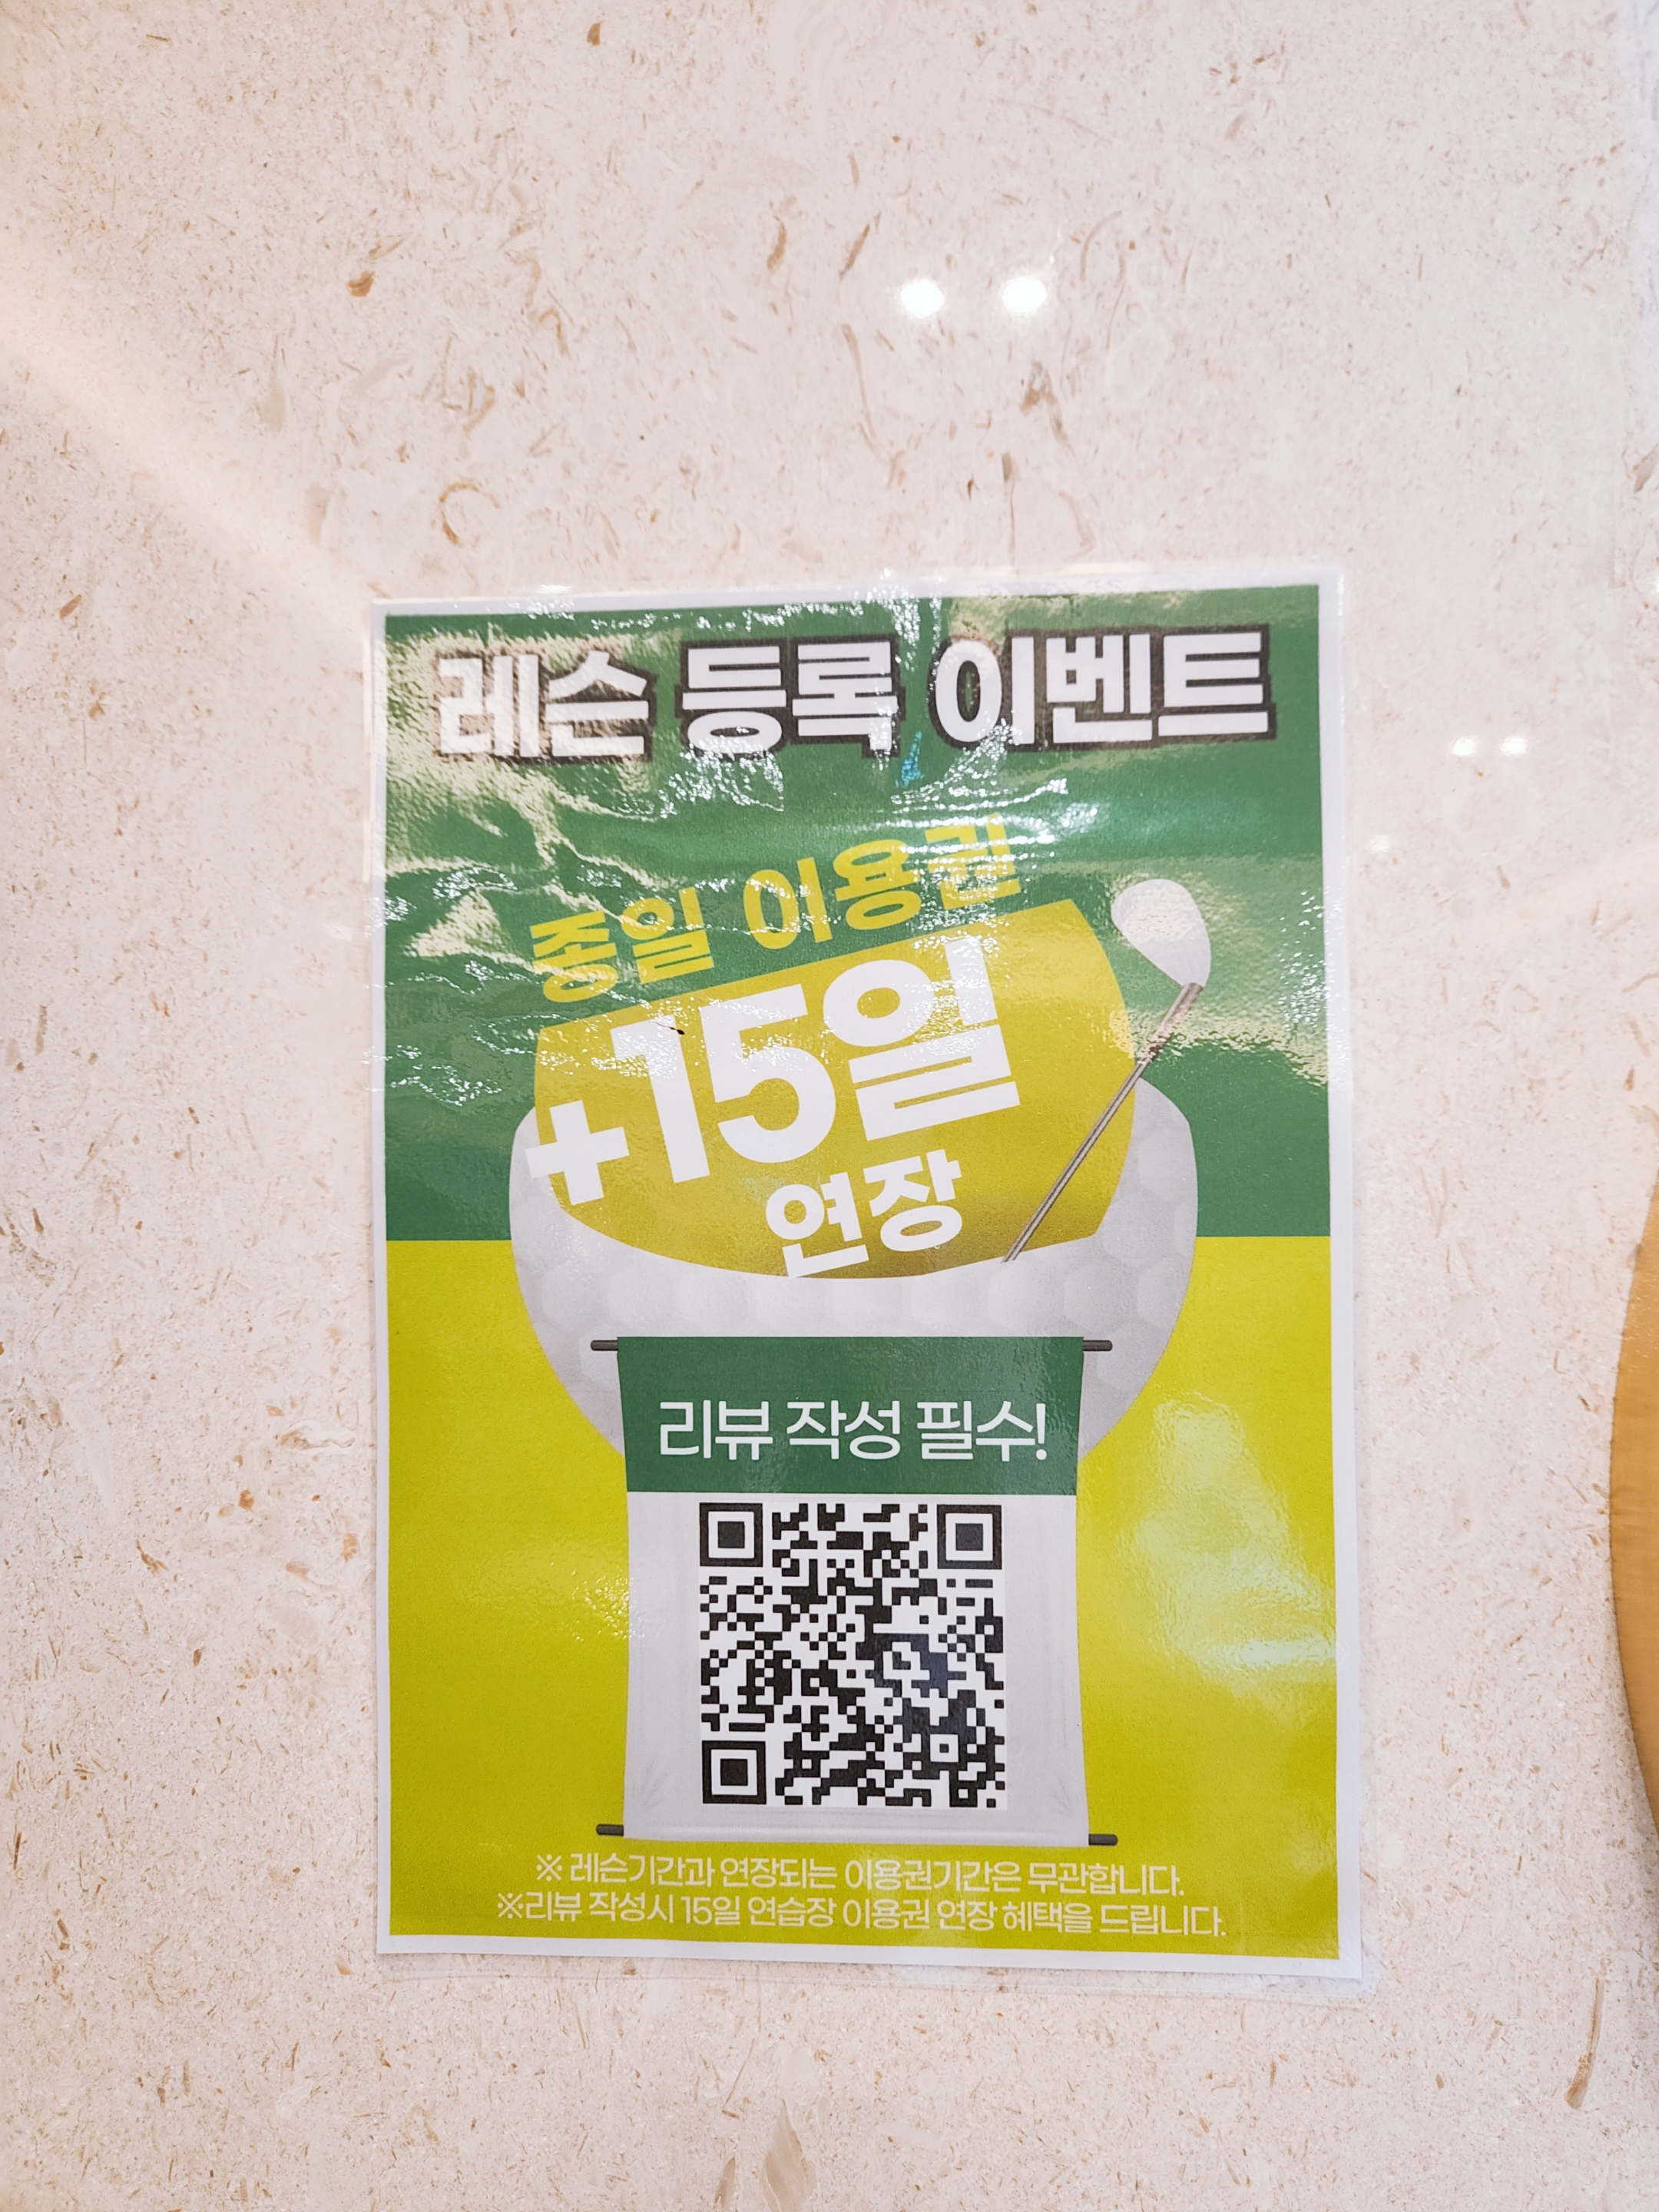 레슨 등록 이벤트
종일 이용권
+15일
연장
리뷰 작성 필수!
※ 레슨기간과 연장되는 이용권기간은 무관합니다.
※리뷰 작성시 15일 연습장 이용권 연장 혜택을 드립니다.